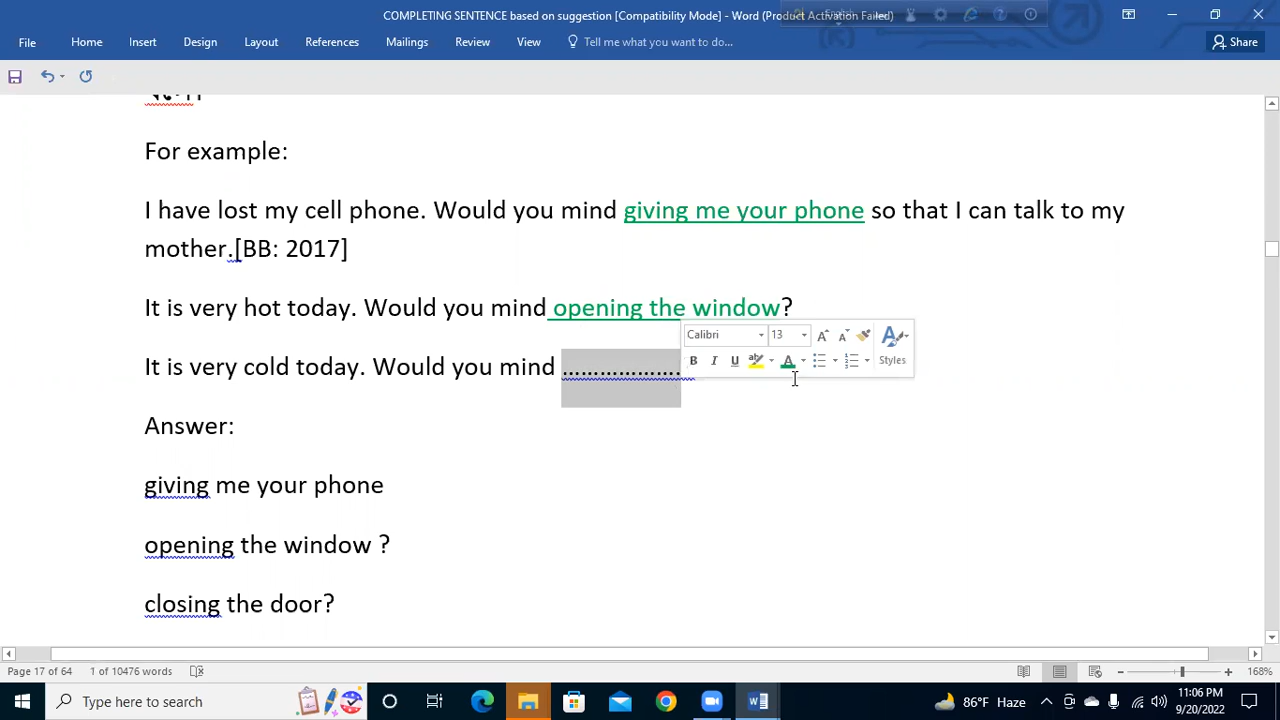 COMPLETING SENTENCE based on suggestion [Compatibility Mode] - Word (Product Activation Failed)
English
File Home Insert Design Layout References Mailings Review View Tell me what you want to do... Share
For example:
I have lost my cell phone. Would you mind giving me your phone so that I can talk to my
mother.[BB: 2017]
It is very hot today. Would you mind opening the window?
Calibri 13
It is very cold today. Would you mind ....................
B I U ab A Styles
Answer:
giving me your phone
opening the window ?
closing the door?
Page 17 of 64 1 of 10476 words 168%
Type here to search 86°F Haze 11:06 PM
9/20/2022